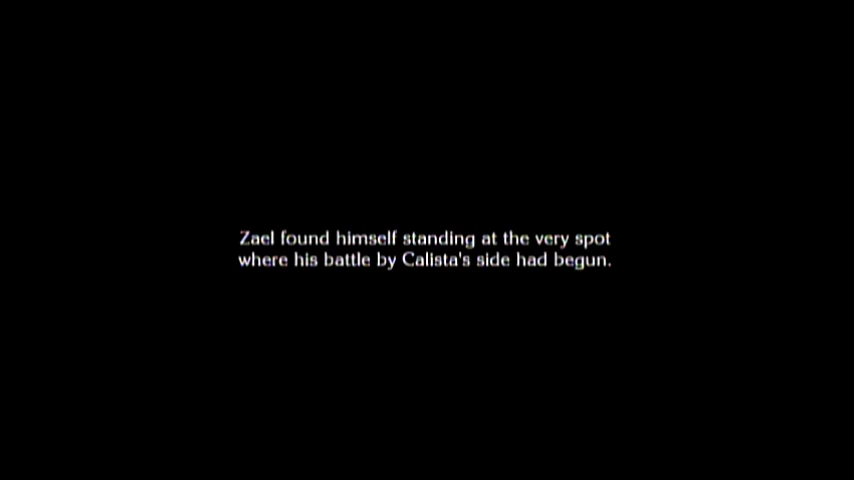 Zael found himself standing at the very spot
where his battle by Calista's side had begun.